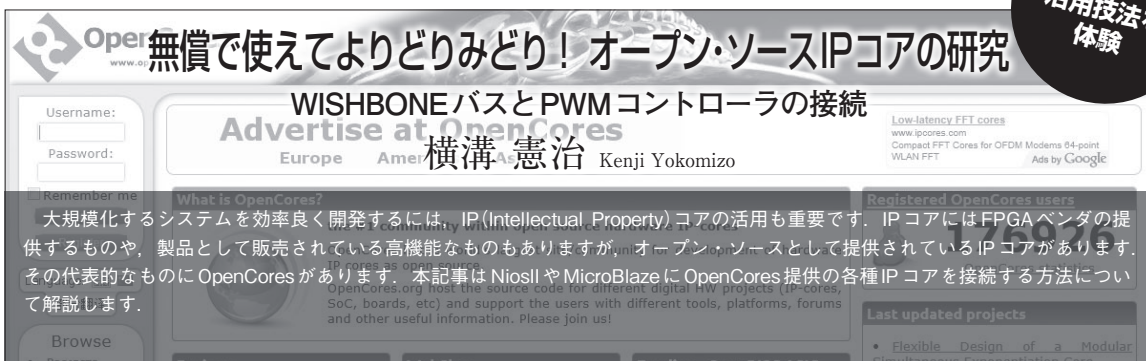 活用技法
体験
Oper
www.op
無償で使えてよりどりみどり! オープン・ソースIPコアの研究
WISHBONEバスとPWMコントローラの接続
横溝 憲治 Kenji Yokomizo
Username:
Password:
Remember me
Advertise at OpenCores
Europe
Low-latency FFT cores
www.ipcores.com
Compact FFT Cores for OFDM Modems 64-point
WLAN FFT
Ads by Google
What is OpenCores?
Registered OpenCores users
176926
大規模化するシステムを効率良く開発するには,IP(Intellectual Property)コアの活用も重要です.IPコアにはFPGAベンダの提
供するものや,製品として販売されている高機能なものもありますが,オープン・ソースとして提供されているIPコアがあります.
その代表的なものにOpenCoresがあります.本記事はNiosIIやMicroBlazeにOpenCores提供の各種IPコアを接続する方法につい
て解説します.
OpenCores.org host the source code for different digital HW projects (IP-cores,
SoC, boards, etc) and support the users with different tools, platforms, forums
and other useful information. Please join us!
Last updated projects
Browse
Flexible Design of a Modular